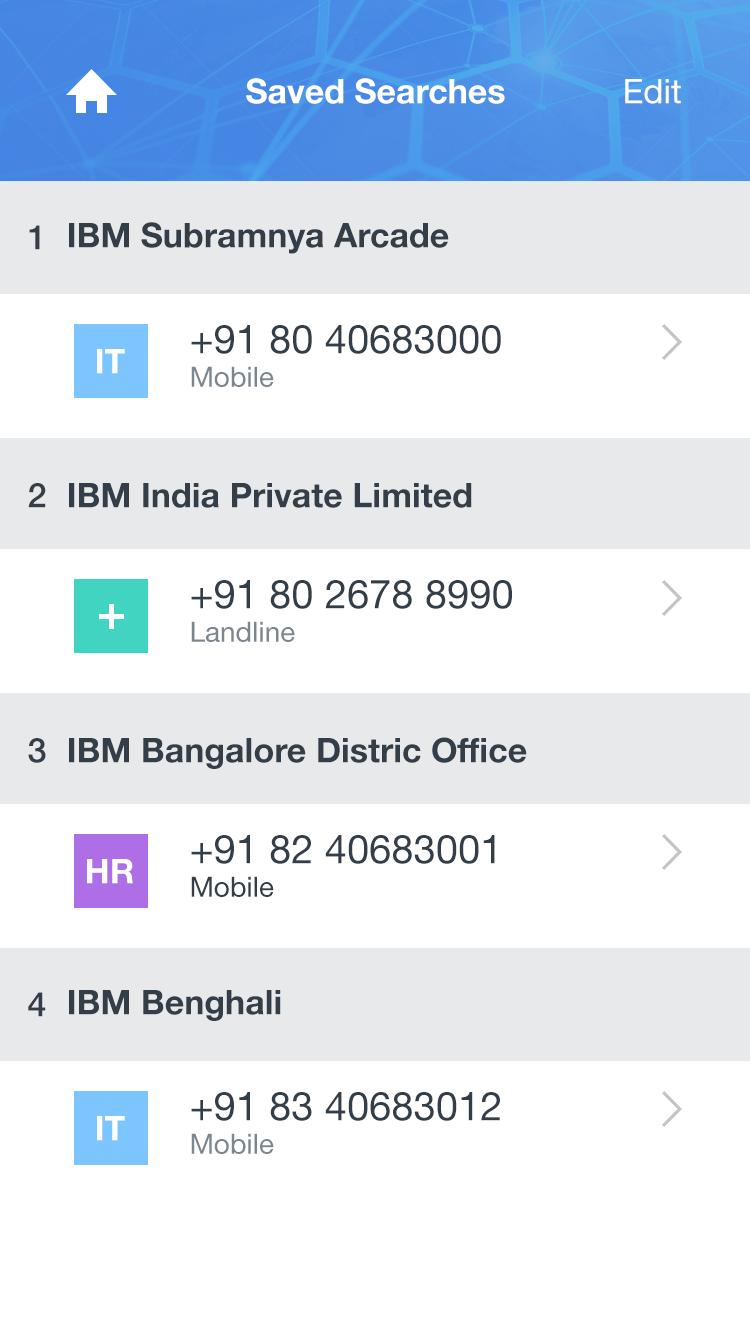 Saved Searches Edit
1 IBM Subramnya Arcade
IT +91 80 40683000
Mobile
2 IBM India Private Limited
+ +91 80 2678 8990
Landline
3 IBM Bangalore Distric Office
HR +91 82 40683001
Mobile
4 IBM Benghali
IT +91 83 40683012
Mobile